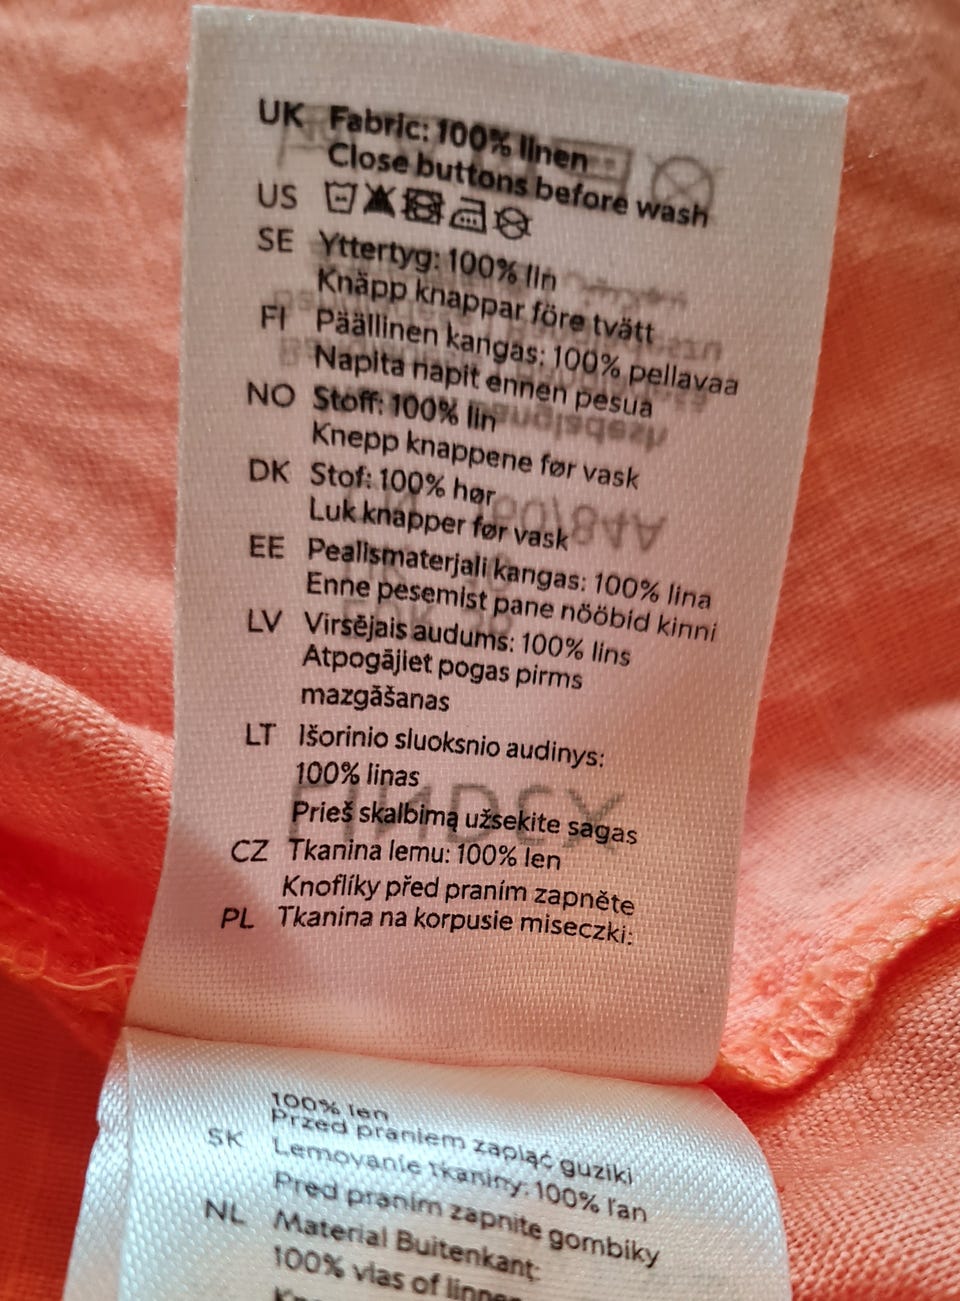 UK Fabric: 100% linen
Close buttons before wash
US
SE Yttertyg: 100% lin
Knäpp knappar före tvätt
FI Päällinen kangas: 100% pellavaa
Napita napit ennen pesua
NO Stoff: 100% lin
Knepp knappene før vask
DK Stof: 100% hør
Luk knapper før vask
EE Pealismaterjali kangas: 100% lina
Enne pesemist pane nööbid kinni
LV Virsējais audums: 100% lins
Atpogājiet pogas pirms
mazgāšanas
LT Išorinio sluoksnio audinys:
100% linas
Prieš skalbimą užsekite sagas
CZ Tkanina lemu: 100% len
Knoflíky před praním zapněte
PL Tkanina na korpusie miseczki:
100% len
Przed praniem zapiąć guziki
SK Lemovanie tkaniny: 100% ľan
Pred praním zapnite gombíky
NL Material Buitenkant:
100% vlas of linnen